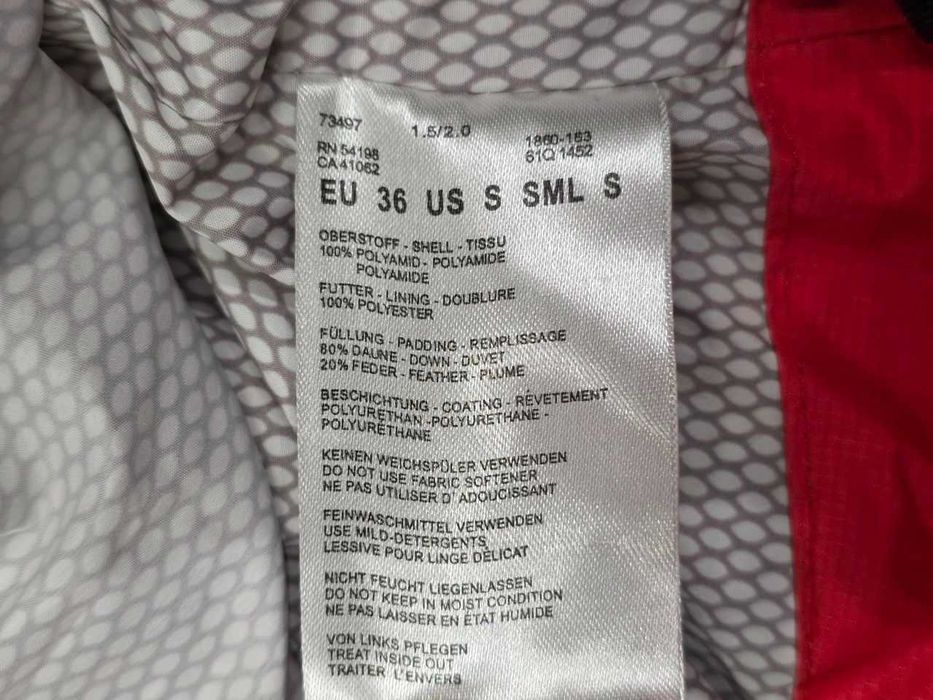 73497 1.5/2.0 1860-153
RN 54198 61Q 1452
CA 41062
EU 36 US S SML S
OBERSTOFF - SHELL - TISSU
100% POLYAMID - POLYAMIDE
POLYAMIDE
FUTTER - LINING - DOUBLURE
100% POLYESTER
FÜLLUNG - PADDING - REMPLISSAGE
80% DAUNE - DOWN - DUVET
20% FEDER - FEATHER - PLUME
BESCHICHTUNG - COATING - RÊVETEMENT
POLYURETHAN -POLYURETHANE -
POLYURÉTHANE
KEINEN WEICHSPÜLER VERWENDEN
DO NOT USE FABRIC SOFTENER
NE PAS UTILISER D'ADOUCISSANT
FEINWASCHMITTEL VERWENDEN
USE MILD-DETERGENTS
LESSIVE POUR LINGE DÉLICAT
NICHT FEUCHT LIEGENLASSEN
DO NOT KEEP IN MOIST CONDITION
NE PAS LAISSER EN ÉTAT HUMIDE
VON LINKS PFLEGEN
TREAT INSIDE OUT
TRAITER L'ENVERS